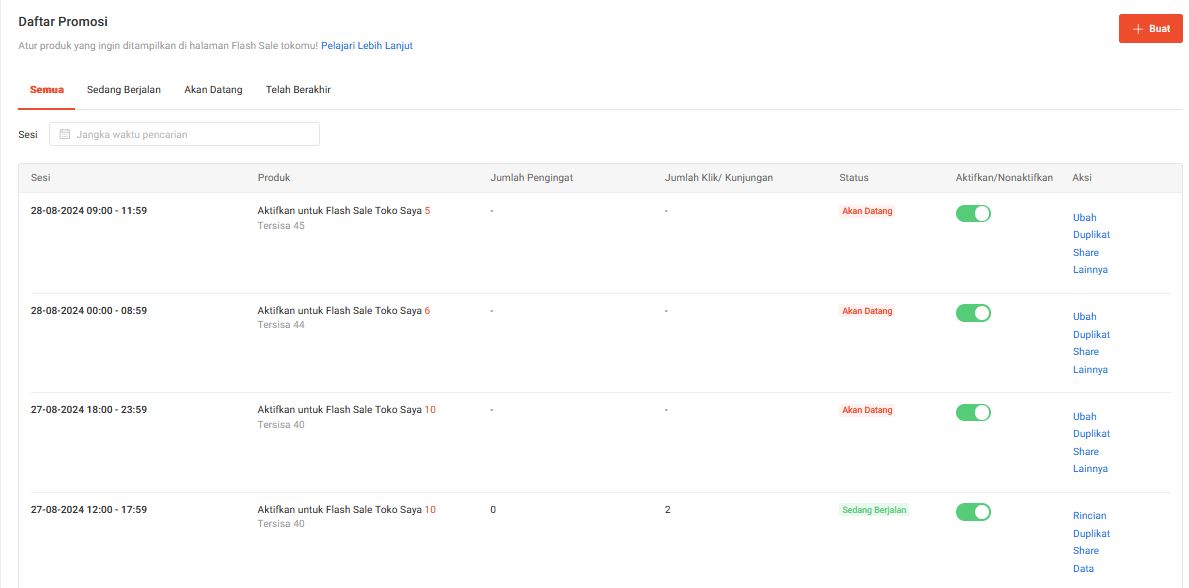 Daftar Promosi
Buat
Atur produk yang ingin ditampilkan di halaman Flash Sale tokomu! Pelajari Lebih Lanjut
Semua Sedang Berjalan Akan Datang Telah Berakhir
Sesi Jangka waktu pencarian
Sesi Produk Jumlah Pengingat Jumlah Klik/ Kunjungan Status Aktifkan/Nonaktifkan Aksi
28-08-2024 09:00 - 11:59 Aktifkan untuk Flash Sale Toko Saya 5 - - Akan Datang
Tersisa 45
Ubah
Duplikat
Share
Lainnya
28-08-2024 00:00 - 08:59 Aktifkan untuk Flash Sale Toko Saya 6 - - Akan Datang
Tersisa 44
Ubah
Duplikat
Share
Lainnya
27-08-2024 18:00 - 23:59 Aktifkan untuk Flash Sale Toko Saya 10 - - Akan Datang
Tersisa 40
Ubah
Duplikat
Share
Lainnya
27-08-2024 12:00 - 17:59 Aktifkan untuk Flash Sale Toko Saya 10 0 2 Sedang Berjalan
Tersisa 40
Rincian
Duplikat
Share
Data